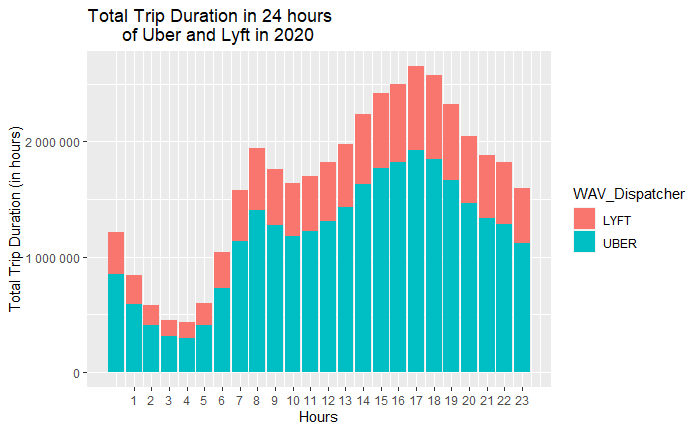 Total Trip Duration in 24 hours
of Uber and Lyft in 2020
Total Trip Duration (in hours)
2 000 000
1 000 000
0
1 2 3 4 5 6 7 8 9 10 11 12 13 14 15 16 17 18 19 20 21 22 23
Hours
WAV_Dispatcher
LYFT
UBER